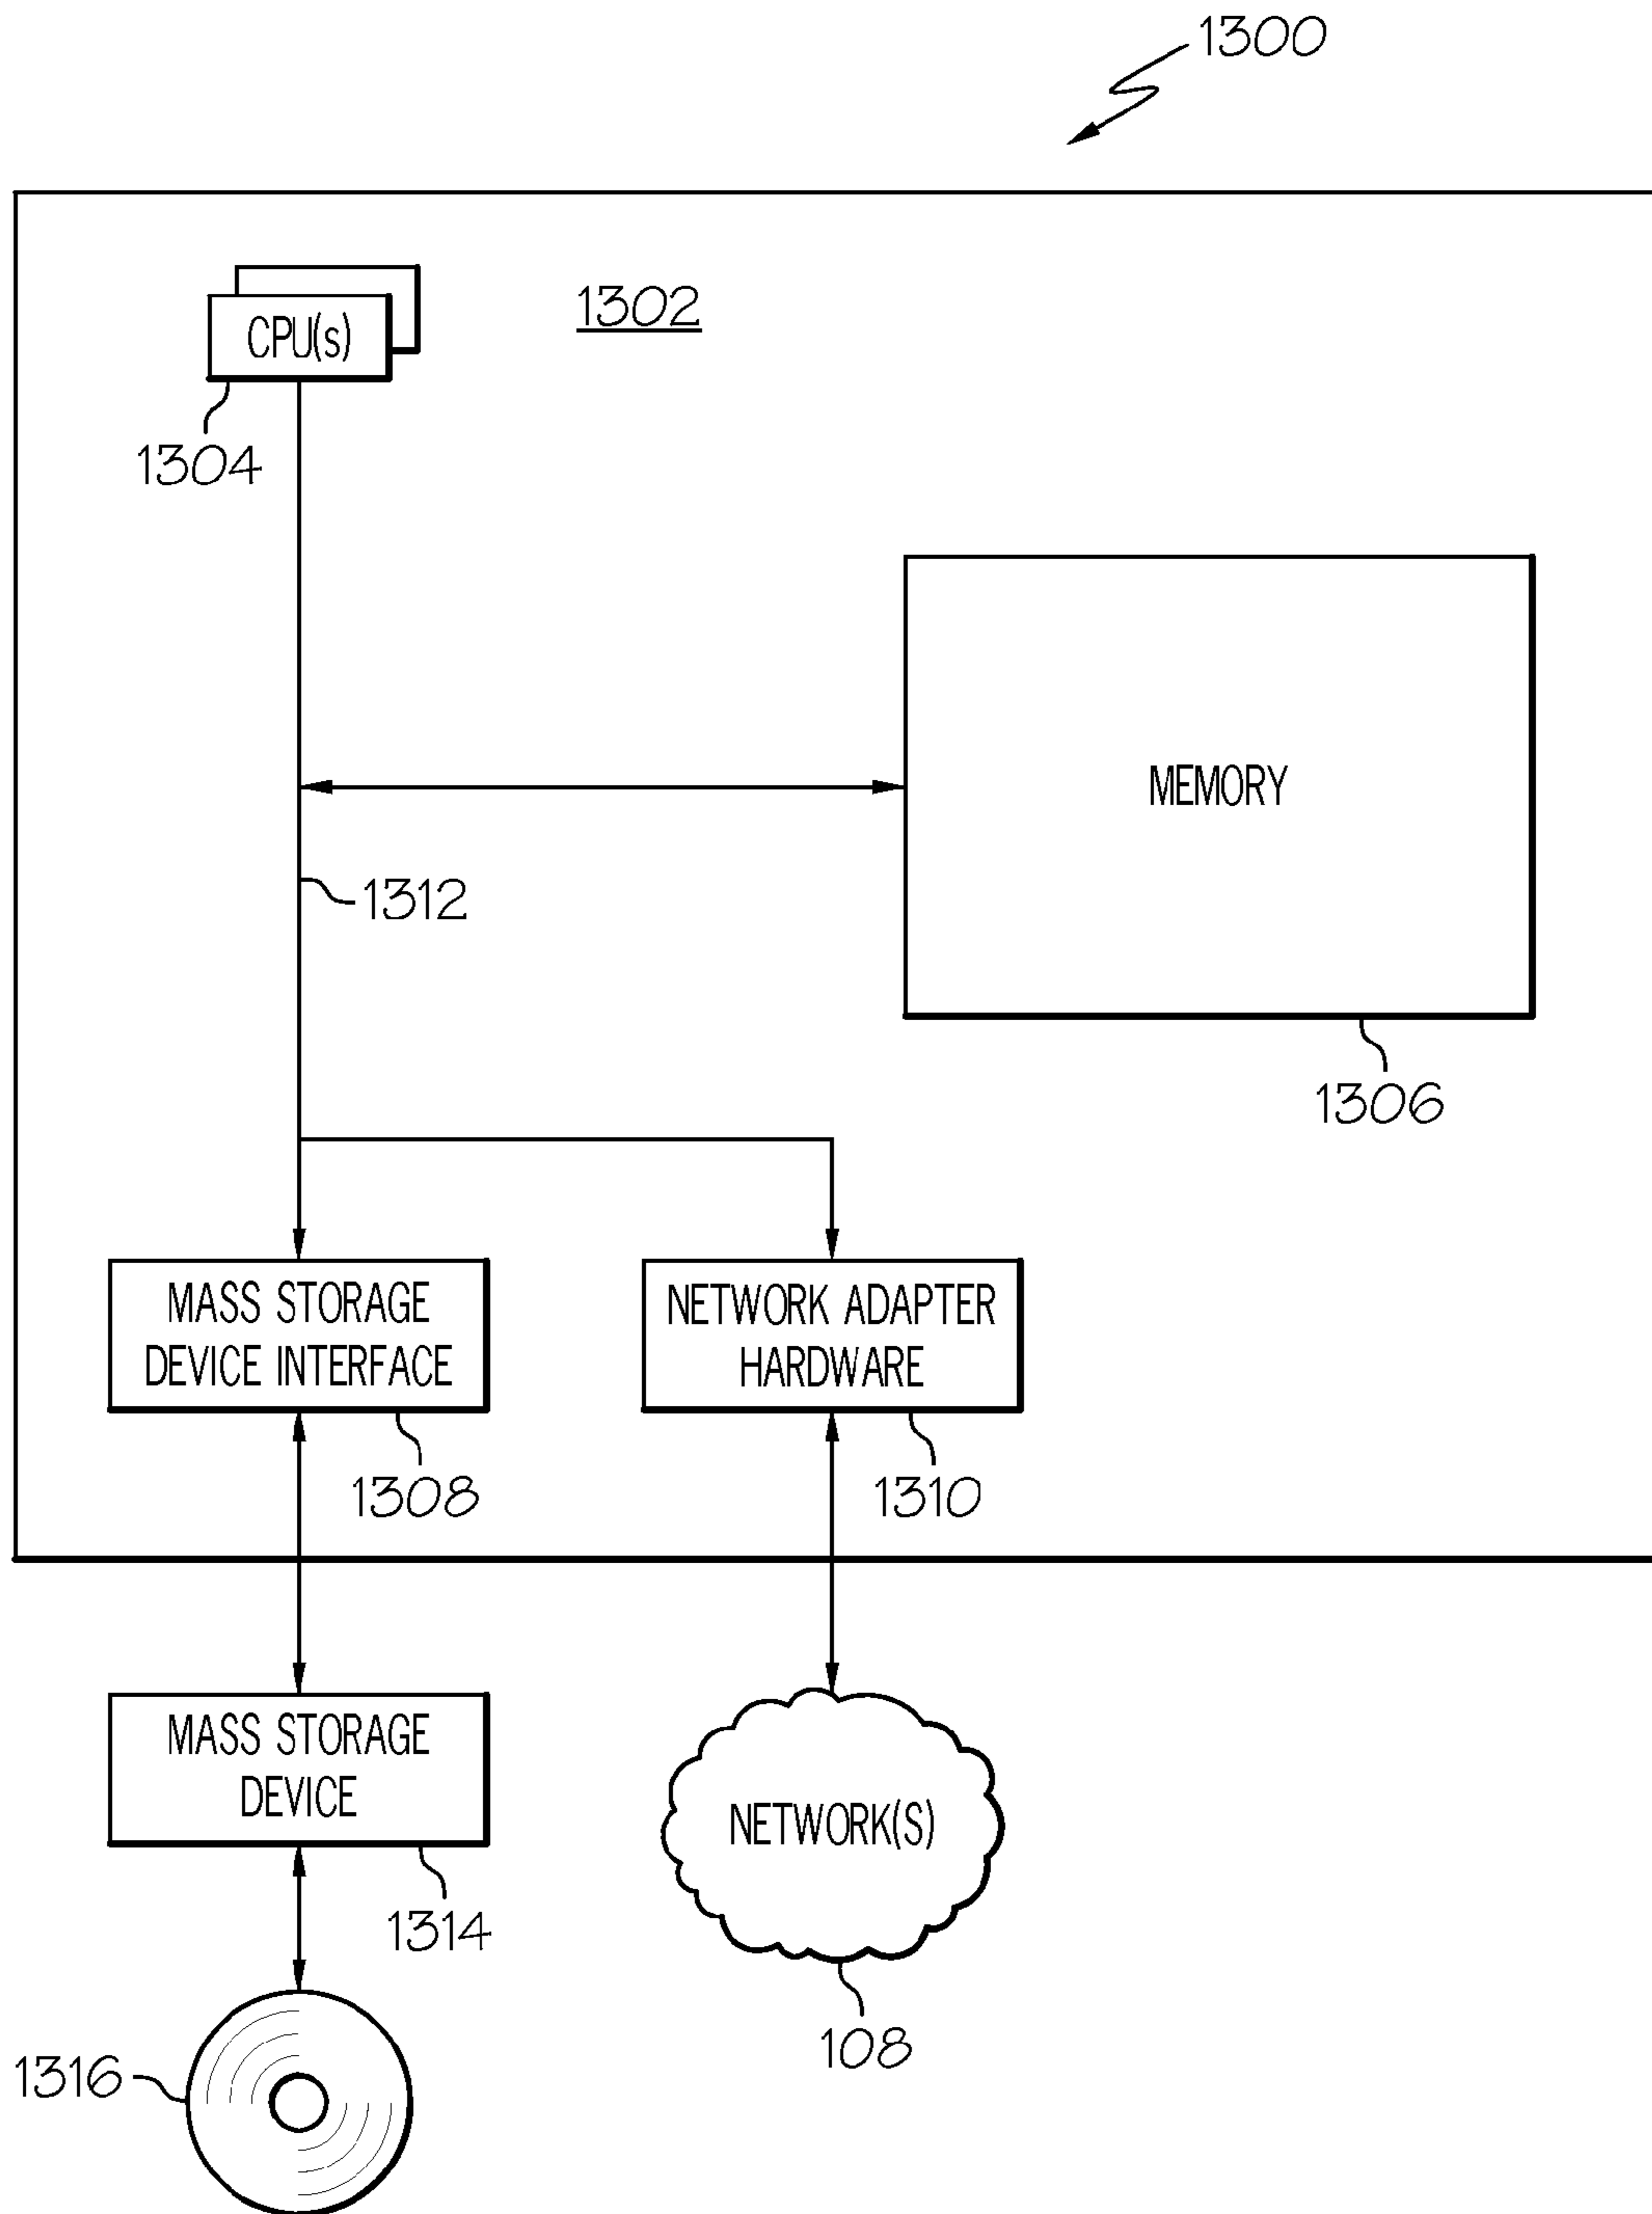 1300
CPU(s)
1302
1304
MEMORY
1312
1306
MASS STORAGE
DEVICE INTERFACE
NETWORK ADAPTER
HARDWARE
1308
1310
MASS STORAGE
DEVICE
NETWORK(S)
1314
108
1316